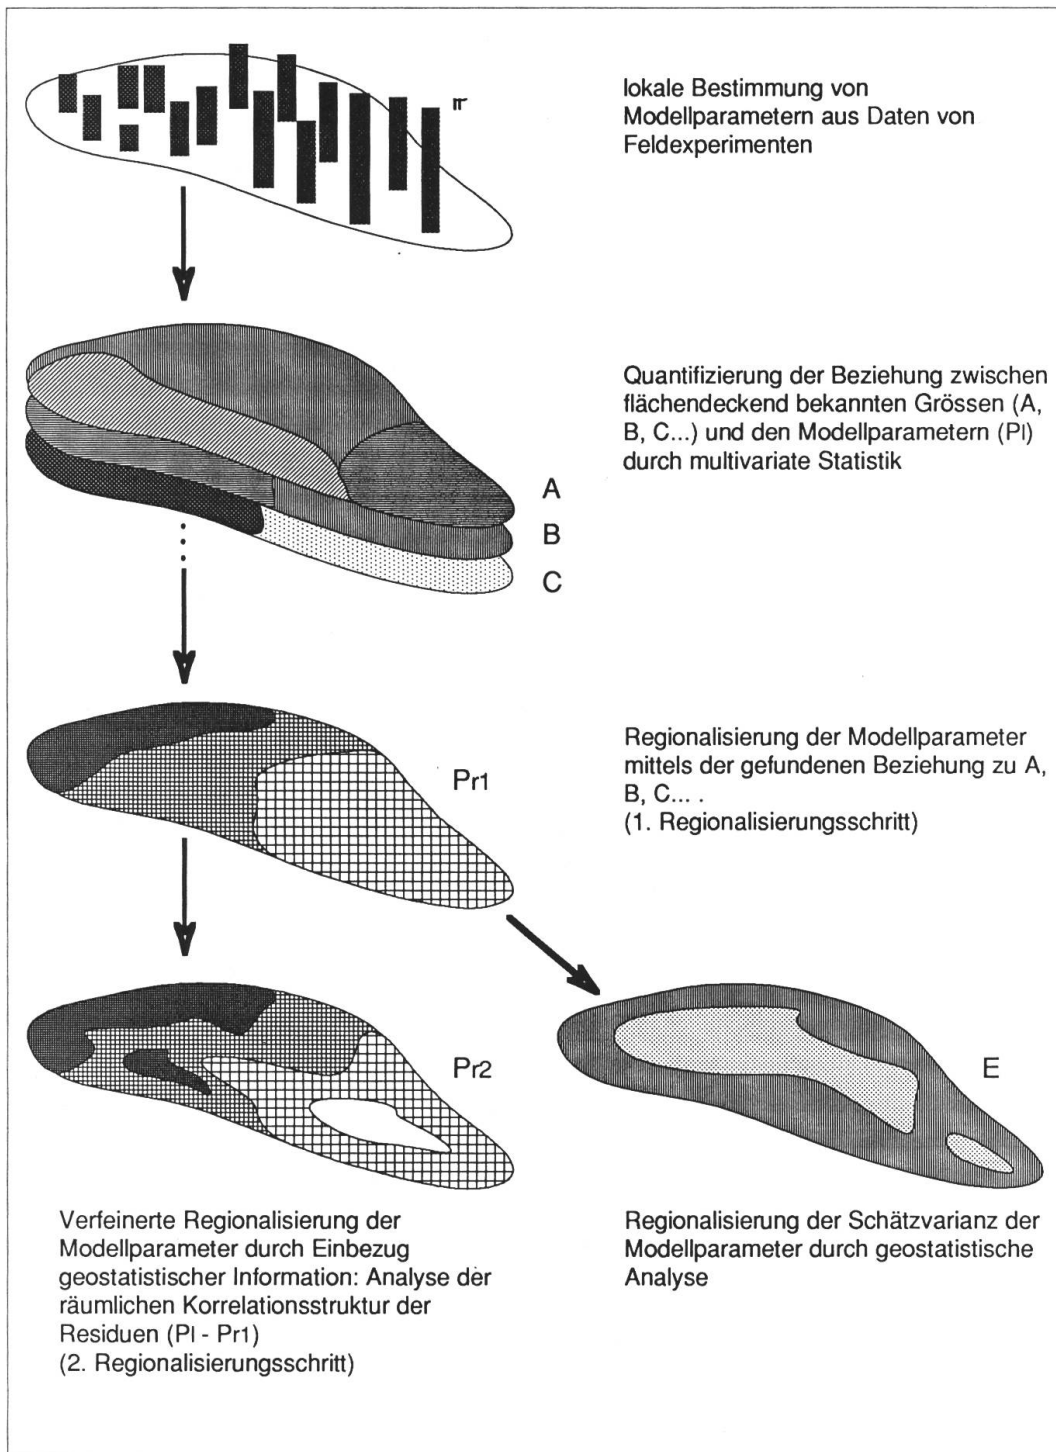 lokale Bestimmung von
Modellparametern aus Daten von
Feldexperimenten
Quantifizierung der Beziehung zwischen
flächendeckend bekannten Grössen (A,
B, C...) und den Modellparametern (Pl)
durch multivariate Statistik
A
B
C
Regionalisierung der Modellparameter
mittels der gefundenen Beziehung zu A,
B, C... .
(1. Regionalisierungsschritt)
Pr1
Pr2
E
Verfeinerte Regionalisierung der
Modellparameter durch Einbezug
geostatistischer Information: Analyse der
räumlichen Korrelationsstruktur der
Residuen (Pl - Pr1)
(2. Regionalisierungsschritt)
Regionalisierung der Schätzvarianz der
Modellparameter durch geostatistische
Analyse